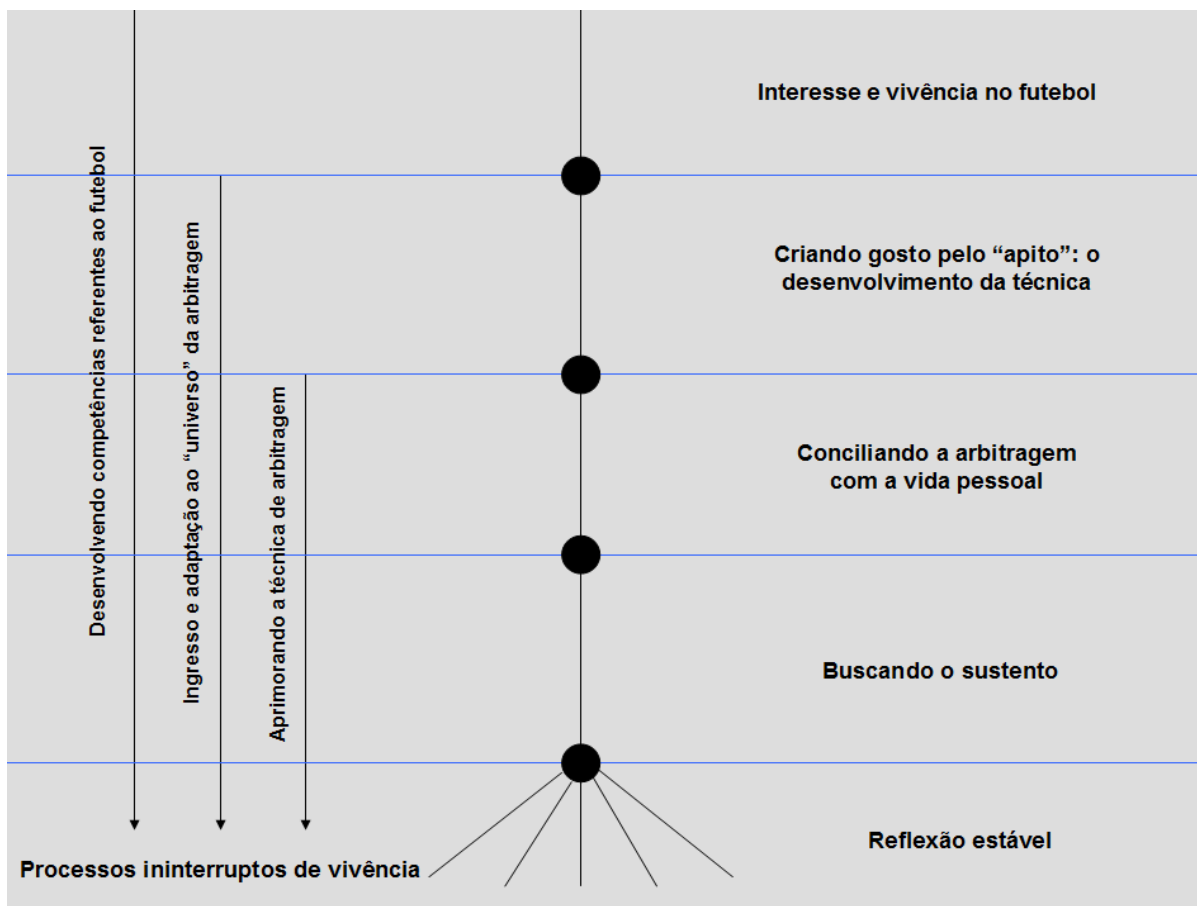 Interesse e vivência no futebol
Criando gosto pelo “apito”: o
desenvolvimento da técnica
Conciliando a arbitragem
com a vida pessoal
Buscando o sustento
Reflexão estável
Desenvolvendo competências referentes ao futebol
Ingresso e adaptação ao “universo” da arbitragem
Aprimorando a técnica de arbitragem
Processos ininterruptos de vivência